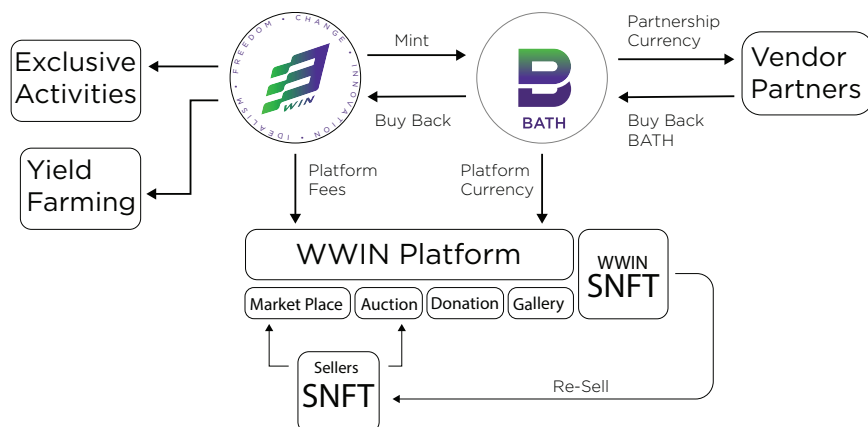 Exclusive
Activities
FREEDOM • CHANGE • INNOVATION • IDEALISM •
WIN
Mint
Buy Back
BATH
Partnership
Currency
Buy Back
BATH
Vendor
Partners
Yield
Farming
Platform
Fees
Platform
Currency
WWIN Platform
WWIN
SNFT
Market Place
Auction
Donation
Gallery
Sellers
SNFT
Re-Sell